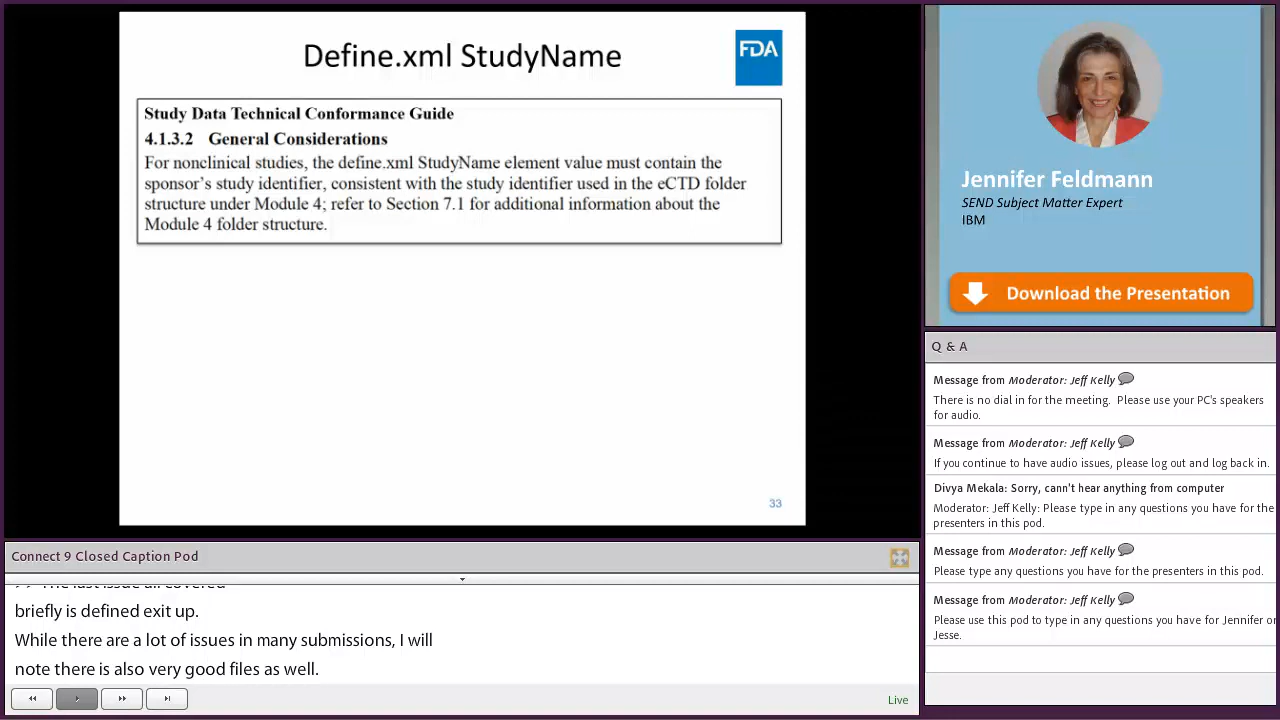 Define.xml StudyName
FDA
Study Data Technical Conformance Guide
4.1.3.2 General Considerations
For nonclinical studies, the define.xml StudyName element value must contain the
sponsor's study identifier, consistent with the study identifier used in the eCTD folder
structure under Module 4; refer to Section 7.1 for additional information about the
Module 4 folder structure.
33
Jennifer Feldmann
SEND Subject Matter Expert
IBM
Download the Presentation
Q & A
Message from Moderator: Jeff Kelly
There is no dial in for the meeting. Please use your PC's speakers
for audio.
Message from Moderator: Jeff Kelly
If you continue to have audio issues, please log out and log back in.
Divya Mekala: Sorry, cann't hear anything from computer
Moderator: Jeff Kelly: Please type in any questions you have for the
presenters in this pod.
Message from Moderator: Jeff Kelly
Please type any questions you have for the presenters in this pod.
Message from Moderator: Jeff Kelly
Please use this pod to type in any questions you have for Jennifer or
Jesse.
Connect 9 Closed Caption Pod
>> The last issue all covered
briefly is defined exit up.
While there are a lot of issues in many submissions, I will
note there is also very good files as well.
Live